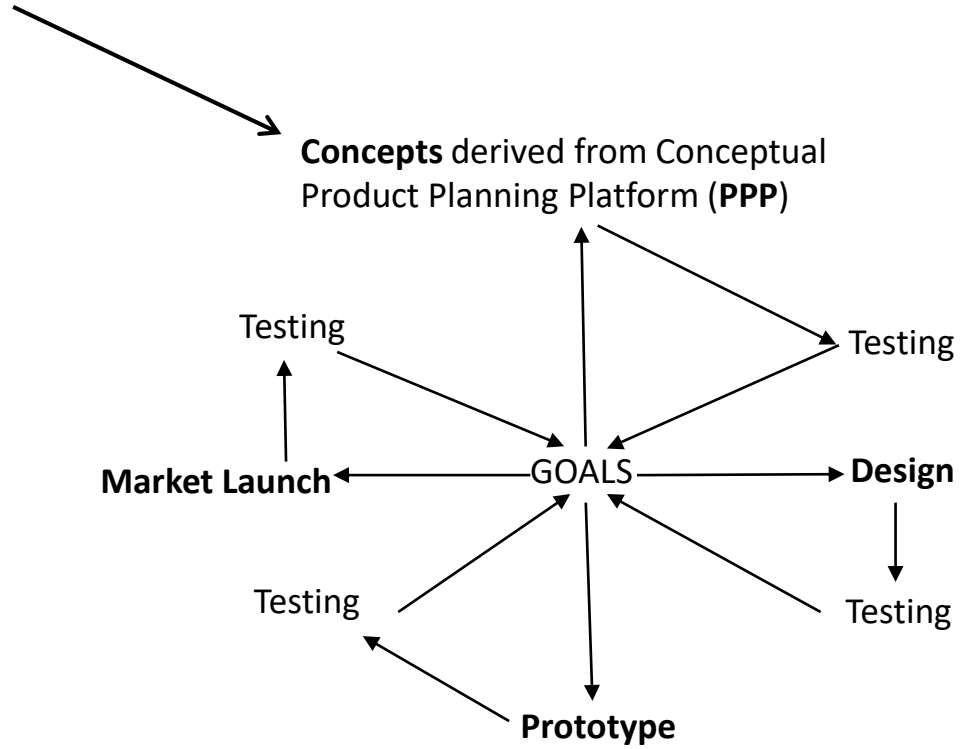 Concepts derived from Conceptual
Product Planning Platform (PPP)
Testing
Testing
Market Launch
GOALS
Design
Testing
Testing
Prototype